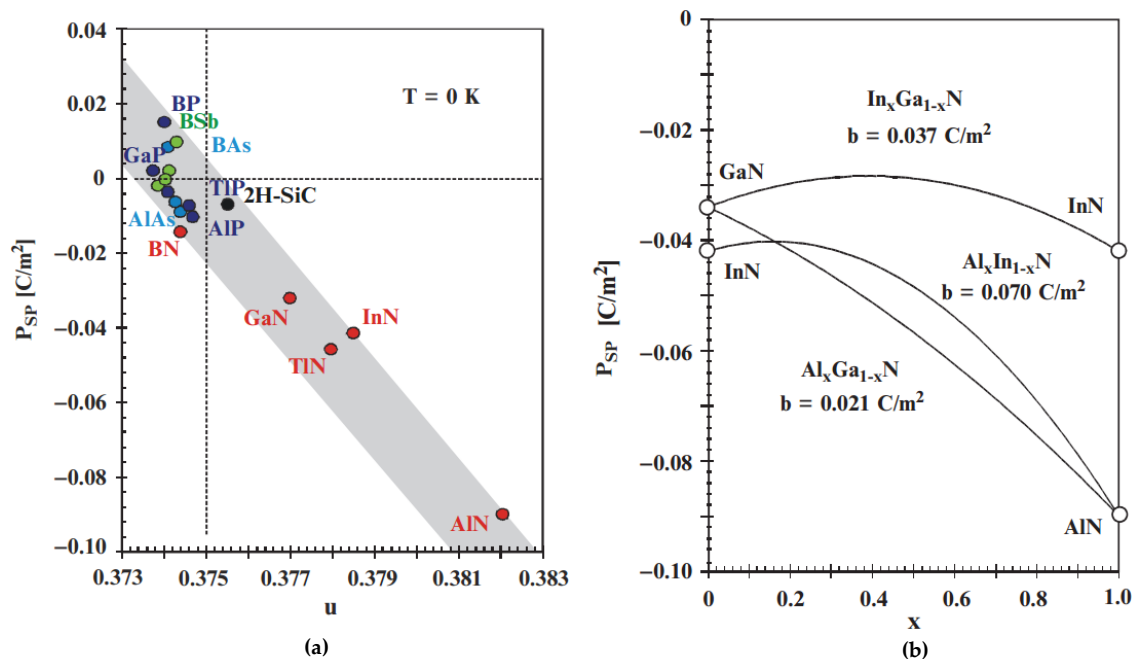 0.04
0.02
0
−0.02
−0.04
−0.06
−0.08
−0.10
P_SP [C/m²]
T = 0 K
BP
BSb
BAs
GaP
TlP
2H-SiC
AlAs
AlP
BN
GaN
InN
TlN
AlN
0.373 0.375 0.377 0.379 0.381 0.383
u
(a)
0
−0.02
−0.04
−0.06
−0.08
−0.10
P_SP [C/m²]
InₓGa₁₋ₓN
b = 0.037 C/m²
GaN
InN
InN
AlₓIn₁₋ₓN
b = 0.070 C/m²
AlₓGa₁₋ₓN
b = 0.021 C/m²
AlN
0 0.2 0.4 0.6 0.8 1.0
x
(b)